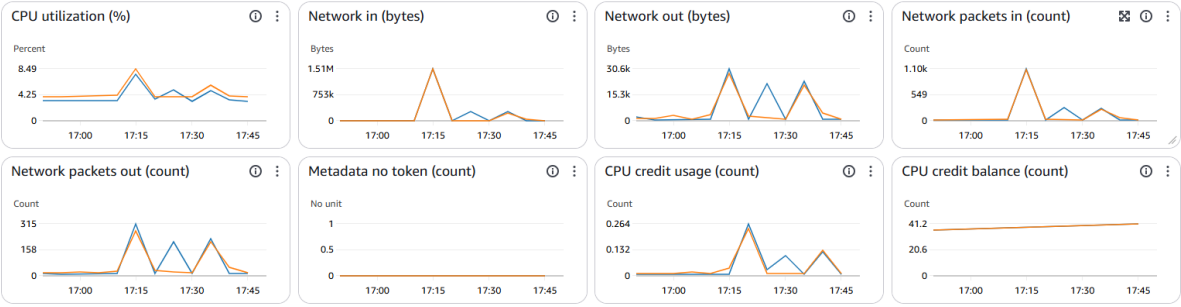 CPU utilization (%)
Percent
8.49
4.25
0
17:00 17:15 17:30 17:45
Network in (bytes)
Bytes
1.51M
753k
0
17:00 17:15 17:30 17:45
Network out (bytes)
Bytes
30.6k
15.3k
0
17:00 17:15 17:30 17:45
Network packets in (count)
Count
1.10k
549
0
17:00 17:15 17:30 17:45
Network packets out (count)
Count
315
158
0
17:00 17:15 17:30 17:45
Metadata no token (count)
No unit
1
0.5
0
17:00 17:15 17:30 17:45
CPU credit usage (count)
Count
0.264
0.132
0
17:00 17:15 17:30 17:45
CPU credit balance (count)
Count
41.2
20.6
0
17:00 17:15 17:30 17:45